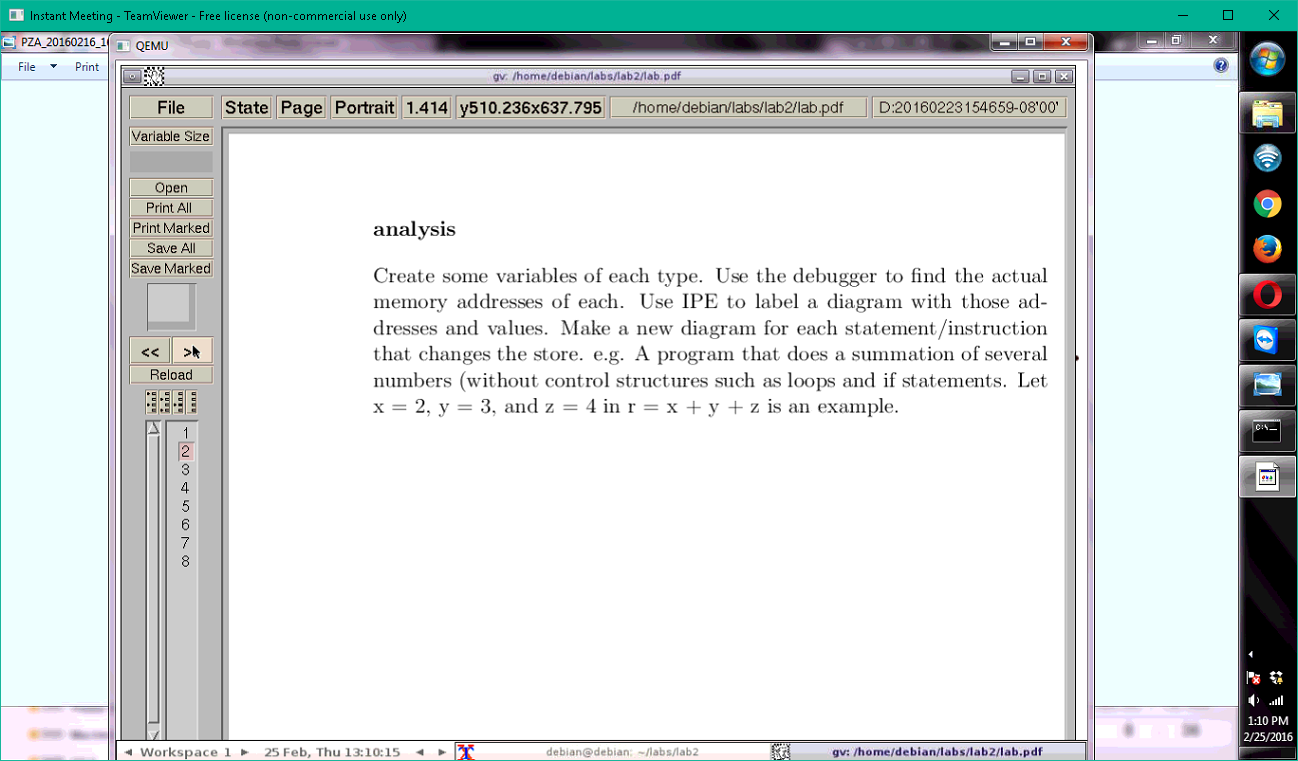 Instant Meeting - TeamViewer - Free license (non-commercial use only)
PZA_20160216_1
QEMU
File Print
gv: /home/debian/labs/lab2/lab.pdf
File State Page Portrait 1.414 y510.236x637.795 /home/debian/labs/lab2/lab.pdf D:20160223154659-08'00'
Variable Size
Open
Print All
Print Marked
Save All
Save Marked
<< >
Reload
1
2
3
4
5
6
7
8
analysis
Create some variables of each type. Use the debugger to find the actual
memory addresses of each. Use IPE to label a diagram with those ad-
dresses and values. Make a new diagram for each statement/instruction
that changes the store. e.g. A program that does a summation of several
numbers (without control structures such as loops and if statements. Let
x = 2, y = 3, and z = 4 in r = x + y + z is an example.
C:\
1:10 PM
2/25/2016
Workspace 1 25 Feb, Thu 13:10:15 debian@debian: ~/labs/lab2 gv: /home/debian/labs/lab2/lab.pdf